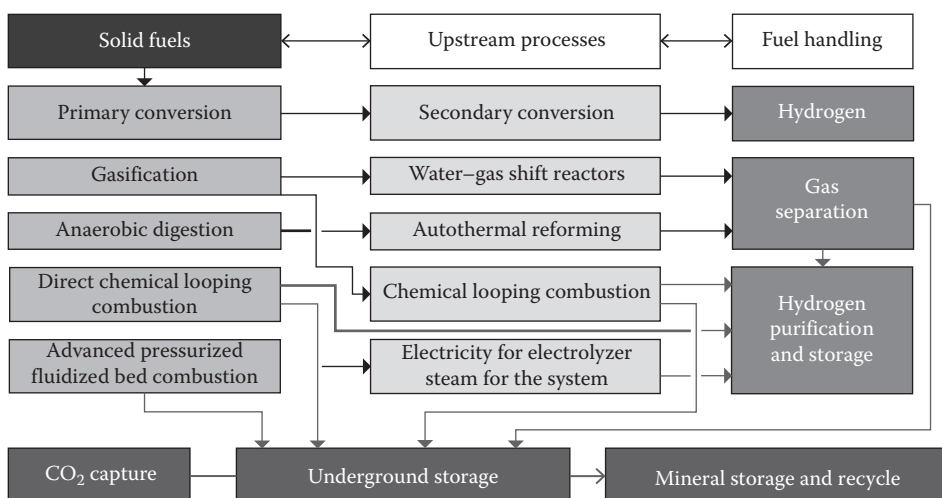 Solid fuels
Upstream processes
Fuel handling
Primary conversion
Secondary conversion
Hydrogen
Gasification
Water–gas shift reactors
Gas
separation
Anaerobic digestion
Autothermal reforming
Direct chemical looping
combustion
Chemical looping combustion
Hydrogen
purification
and storage
Advanced pressurized
fluidized bed combustion
Electricity for electrolyzer
steam for the system
CO₂ capture
Underground storage
Mineral storage and recycle